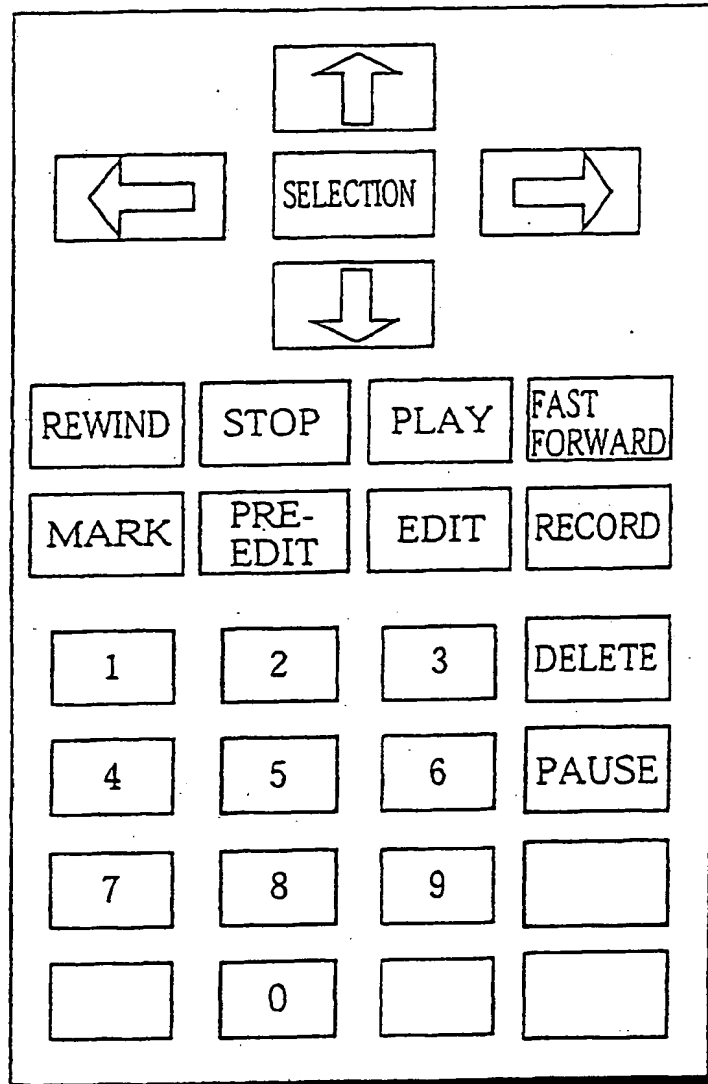 SELECTION
REWIND STOP PLAY FAST
FORWARD
MARK PRE-
EDIT EDIT RECORD
1 2 3 DELETE
4 5 6 PAUSE
7 8 9
0